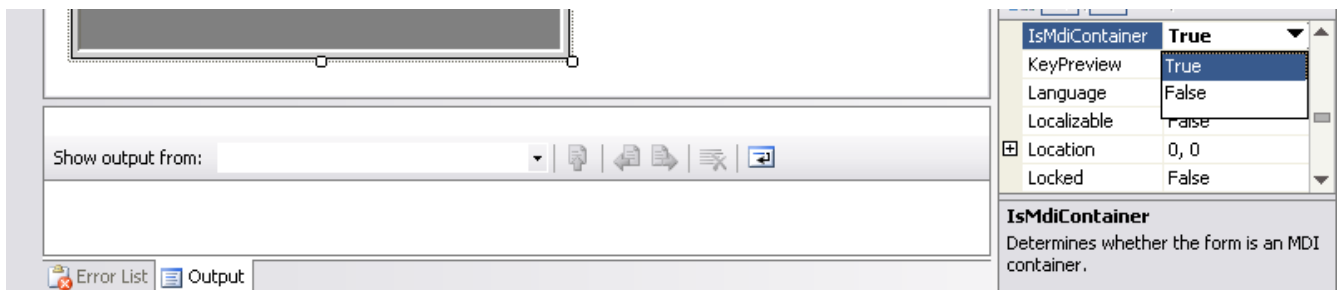 IsMdiContainer True
KeyPreview True
Language False
Localizable False
Location 0, 0
Locked False
Show output from:
IsMdiContainer
Determines whether the form is an MDI
container.
Error List Output